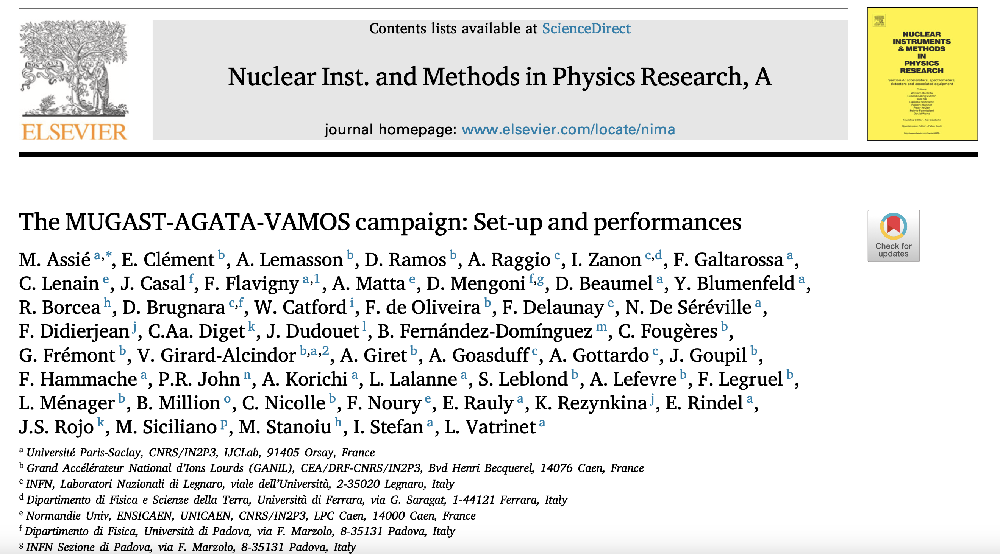 Contents lists available at ScienceDirect
Nuclear Inst. and Methods in Physics Research, A
journal homepage: www.elsevier.com/locate/nima
NON SOLUS
ELSEVIER
ELSEVIER
NUCLEAR
INSTRUMENTS
& METHODS
IN
PHYSICS
RESEARCH
Section A: accelerators, spectrometers,
detectors and associated equipment
Editors:
William Barletta
(Coordinating Editor)
Mei Bai
Daniela Bortoletto
Robert Klanner
Peter Križan
Fulvio Parmigiani
David Wehe
Founding Editor – Kai Siegbahn
Special Issue Editor – Fabio Sauli
http://www.elsevier.com/locate/NIMA
The MUGAST-AGATA-VAMOS campaign: Set-up and performances
Check for
updates
M. Assié a,*, E. Clément b, A. Lemasson b, D. Ramos b, A. Raggio c, I. Zanon c,d, F. Galtarossa a,
C. Lenain e, J. Casal f, F. Flavigny a,1, A. Matta e, D. Mengoni f,g, D. Beaumel a, Y. Blumenfeld a,
R. Borcea h, D. Brugnara c,f, W. Catford i, F. de Oliveira b, F. Delaunay e, N. De Séréville a,
F. Didierjean j, C.Aa. Diget k, J. Dudouet l, B. Fernández-Domínguez m, C. Fougères b,
G. Frémont b, V. Girard-Alcindor b,a,2, A. Giret b, A. Goasduff c, A. Gottardo c, J. Goupil b,
F. Hammache a, P.R. John n, A. Korichi a, L. Lalanne a, S. Leblond b, A. Lefevre b, F. Legruel b,
L. Ménager b, B. Million o, C. Nicolle b, F. Noury e, E. Rauly a, K. Rezynkina j, E. Rindel a,
J.S. Rojo k, M. Siciliano p, M. Stanoiu h, I. Stefan a, L. Vatrinet a
a Université Paris-Saclay, CNRS/IN2P3, IJCLab, 91405 Orsay, France
b Grand Accélérateur National d'Ions Lourds (GANIL), CEA/DRF-CNRS/IN2P3, Bvd Henri Becquerel, 14076 Caen, France
c INFN, Laboratori Nazionali di Legnaro, viale dell'Università, 2-35020 Legnaro, Italy
d Dipartimento di Fisica e Scienze della Terra, Università di Ferrara, via G. Saragat, 1-44121 Ferrara, Italy
e Normandie Univ, ENSICAEN, UNICAEN, CNRS/IN2P3, LPC Caen, 14000 Caen, France
f Dipartimento di Fisica, Università di Padova, via F. Marzolo, 8-35131 Padova, Italy
g INFN Sezione di Padova, via F. Marzolo, 8-35131 Padova, Italy